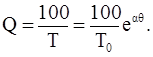 Q = 100/T = 100/T₀ e^{αθ}.